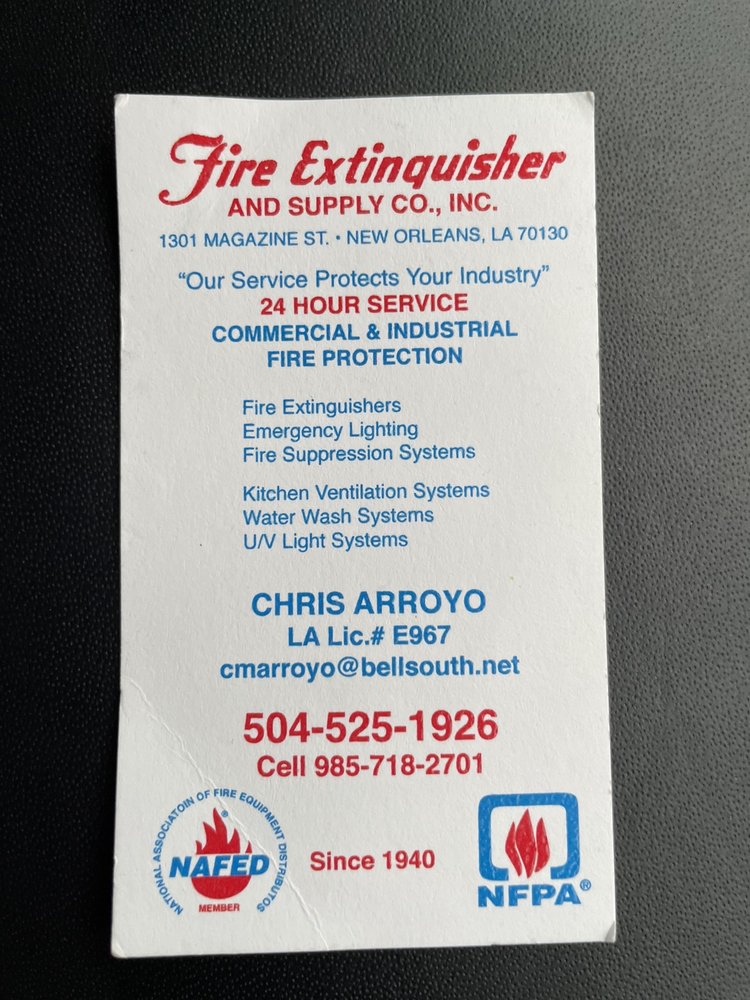 Fire Extinguisher
AND SUPPLY CO., INC.
1301 MAGAZINE ST. • NEW ORLEANS, LA 70130
“Our Service Protects Your Industry”
24 HOUR SERVICE
COMMERCIAL & INDUSTRIAL
FIRE PROTECTION
Fire Extinguishers
Emergency Lighting
Fire Suppression Systems
Kitchen Ventilation Systems
Water Wash Systems
U/V Light Systems
CHRIS ARROYO
LA Lic.# E967
cmarroyo@bellsouth.net
504-525-1926
Cell 985-718-2701
NATIONAL ASSOCIATOIN OF FIRE EQUIPMENT DISTRIBUTOS
NAFED®
MEMBER
Since 1940
NFPA®